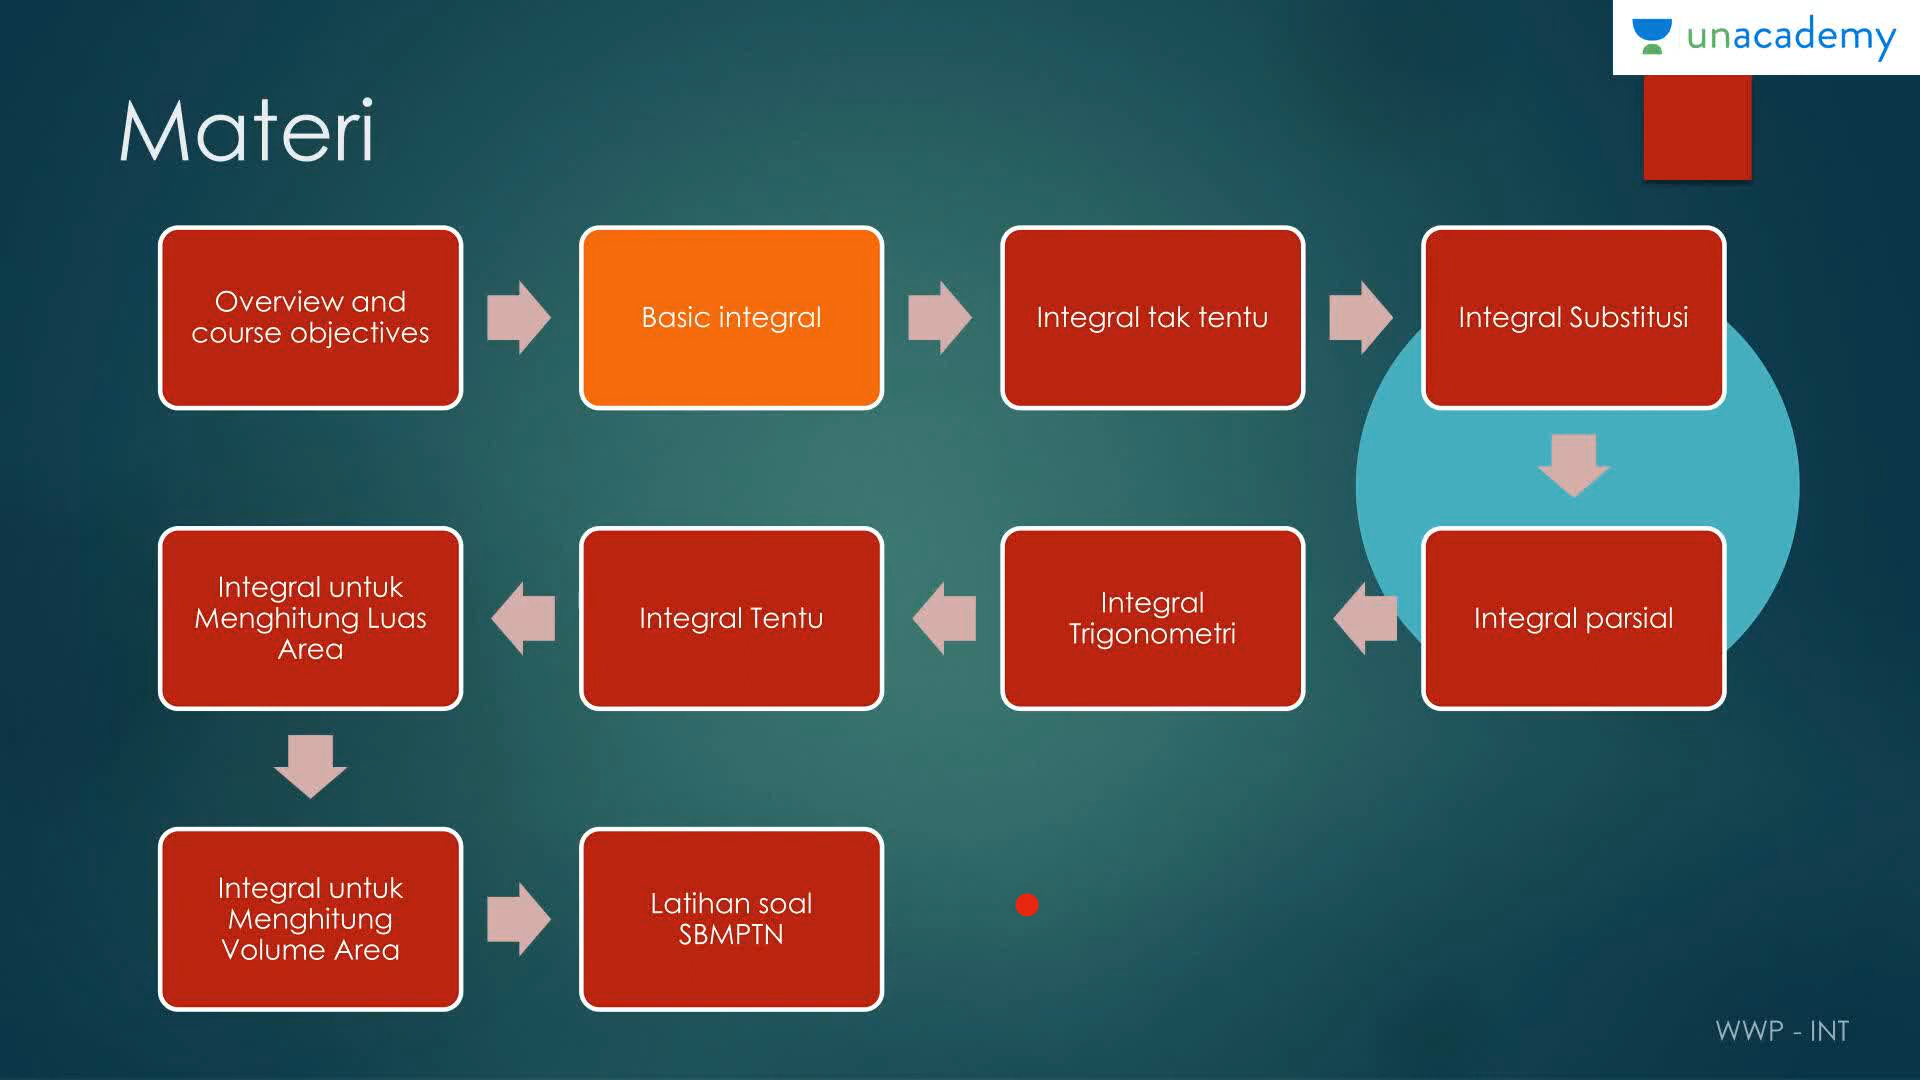 unacademy
Materi
Overview and
course objectives
Basic integral
Integral tak tentu
Integral Substitusi
Integral parsial
Integral
Trigonometri
Integral Tentu
Integral untuk
Menghitung Luas
Area
Integral untuk
Menghitung
Volume Area
Latihan soal
SBMPTN
WWP - INT